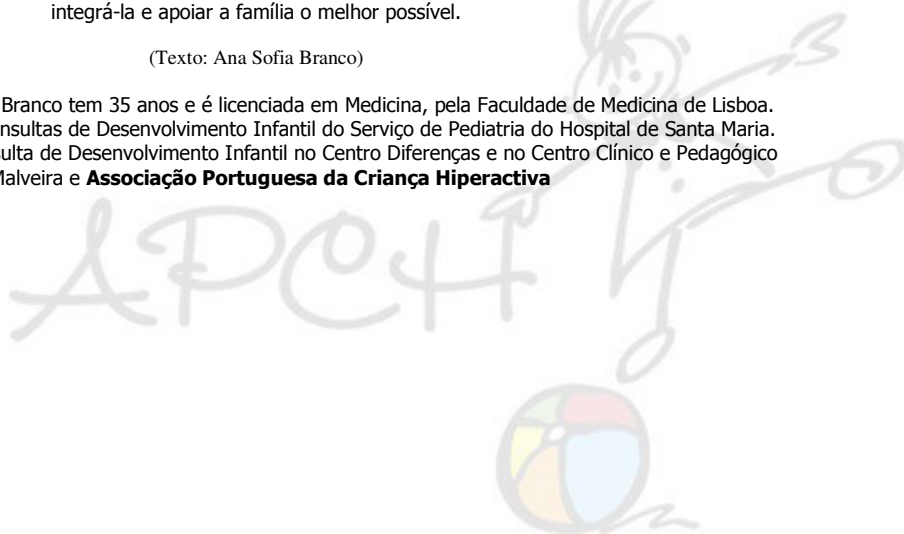 integrá-la e apoiar a família o melhor possível.
(Texto: Ana Sofia Branco)
Branco tem 35 anos e é licenciada em Medicina, pela Faculdade de Medicina de Lisboa.
nsultas de Desenvolvimento Infantil do Serviço de Pediatria do Hospital de Santa Maria.
sulta de Desenvolvimento Infantil no Centro Diferenças e no Centro Clínico e Pedagógico
Malveira e Associação Portuguesa da Criança Hiperactiva
APCH